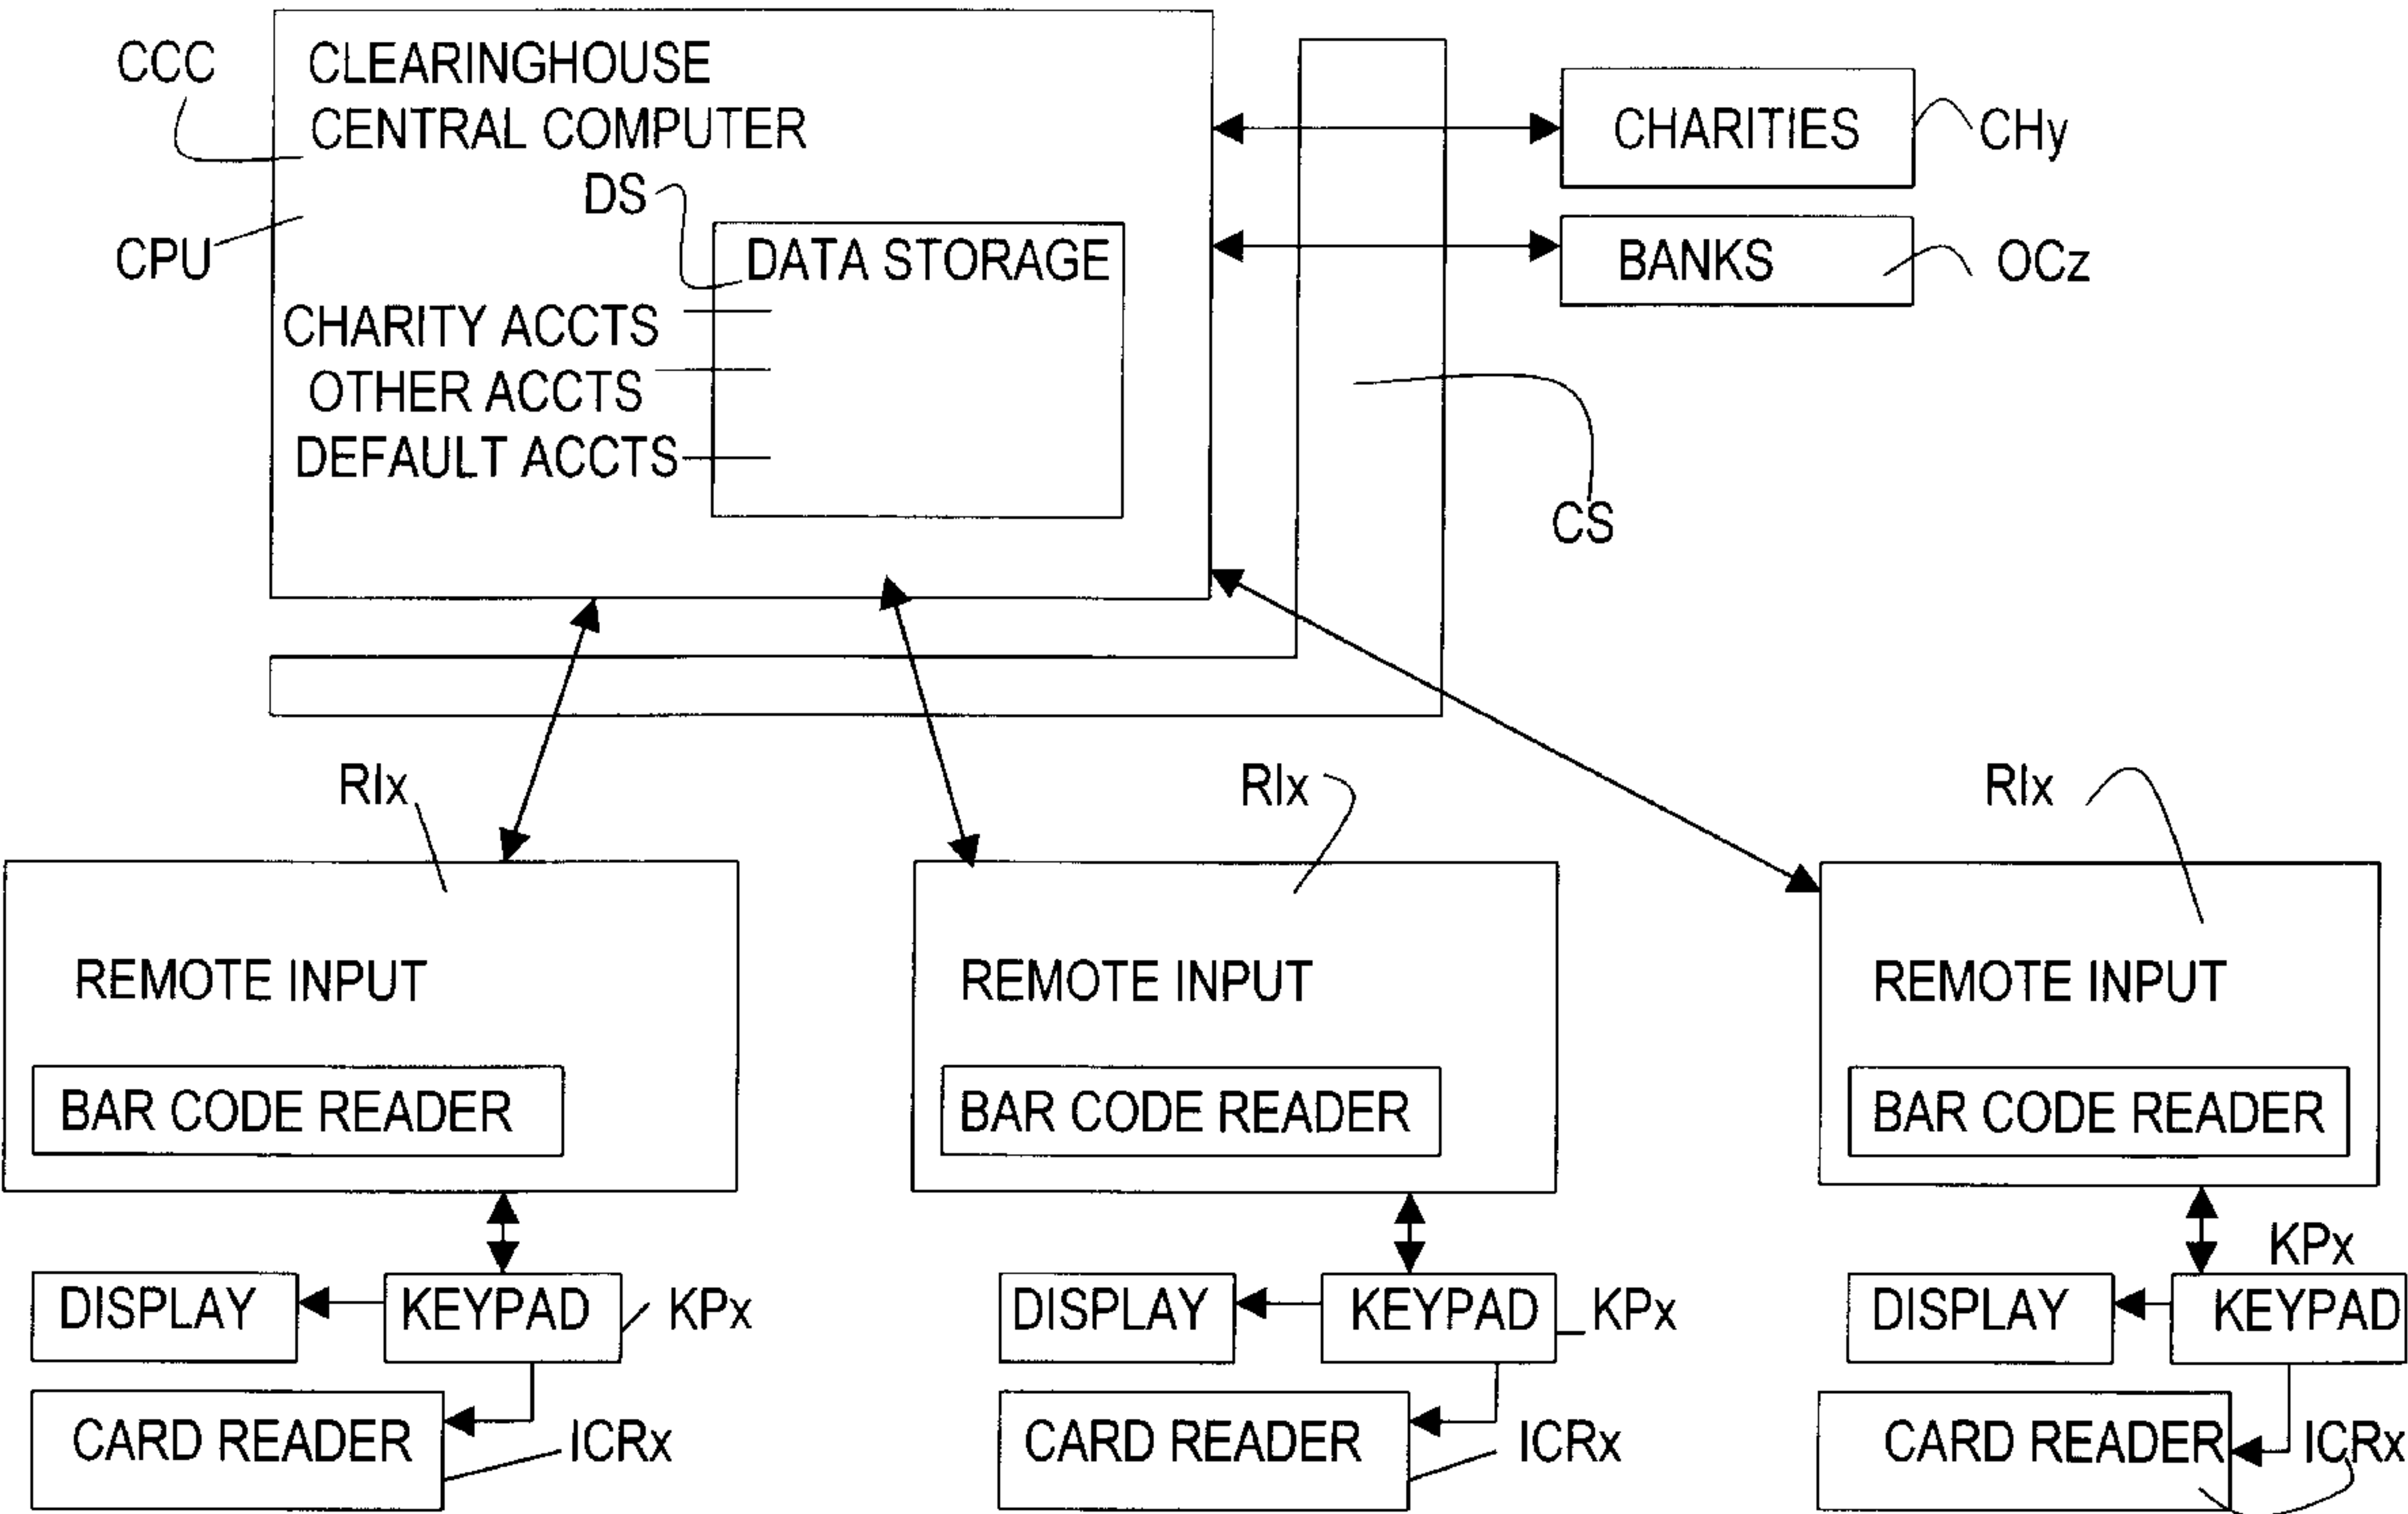 CCC
CLEARINGHOUSE
CENTRAL COMPUTER
CHARITIES
CHy
DS
CPU
DATA STORAGE
BANKS
OCz
CHARITY ACCTS
OTHER ACCTS
DEFAULT ACCTS
CS
RIx
RIx
RIx
REMOTE INPUT
REMOTE INPUT
REMOTE INPUT
BAR CODE READER
BAR CODE READER
BAR CODE READER
KPx
DISPLAY
KEYPAD
KPx
DISPLAY
KEYPAD
KPx
DISPLAY
KEYPAD
CARD READER
ICRx
CARD READER
ICRx
CARD READER
ICRx